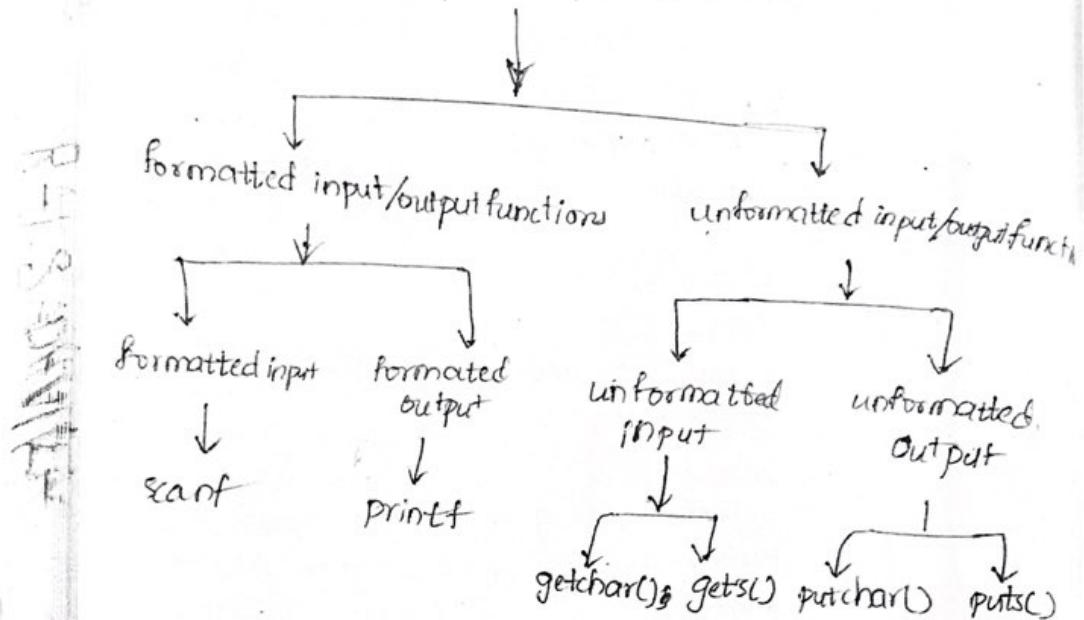 formatted input/output functions
unformatted input/output functi
formatted input
formated
output
unformatted
input
unformatted
output
scanf
printf
getchar(); gets()
putchar()
puts()